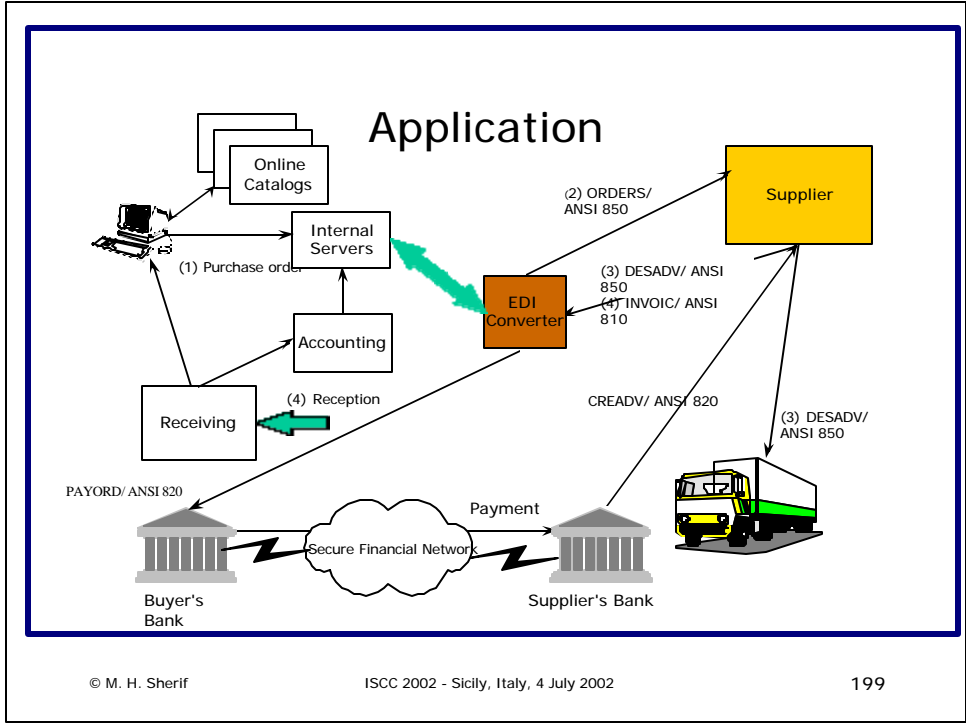 Application
Online
Catalogs
(2) ORDERS/
ANSI 850
Supplier
Internal
Servers
(1) Purchase order
(3) DESADV/ ANSI
850
(4) INVOIC/ ANSI
810
EDI
Converter
Accounting
(4) Reception
Receiving
CREADV/ ANSI 820
(3) DESADV/
ANSI 850
PAYORD/ ANSI 820
Payment
Secure Financial Network
Buyer's
Bank
Supplier's Bank
© M. H. Sherif
ISCC 2002 - Sicily, Italy, 4 July 2002
199